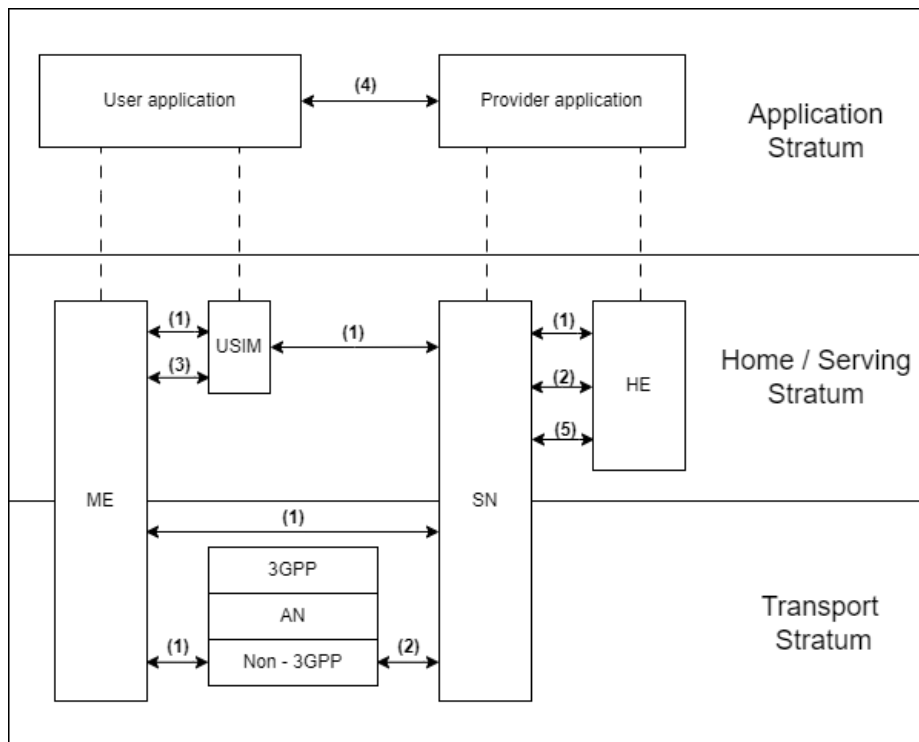 User application
(4)
Provider application
Application
Stratum
(1)
USIM
(1)
(1)
(3)
(2)
HE
(5)
Home / Serving
Stratum
ME
SN
(1)
3GPP
AN
Transport
Stratum
(1)
Non - 3GPP
(2)